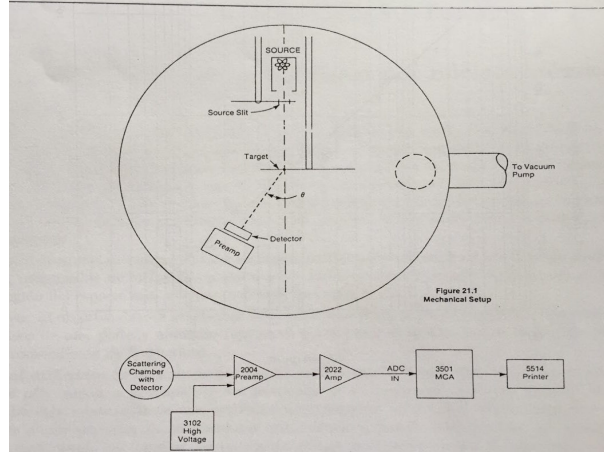 SOURCE
Source Slit
Target
To Vacuum
Pump
θ
Detector
Preamp
Figure 21.1
Mechanical Setup
Scattering
Chamber
with
Detector
2004
Preamp
2022
Amp
ADC
IN
3501
MCA
5514
Printer
3102
High
Voltage